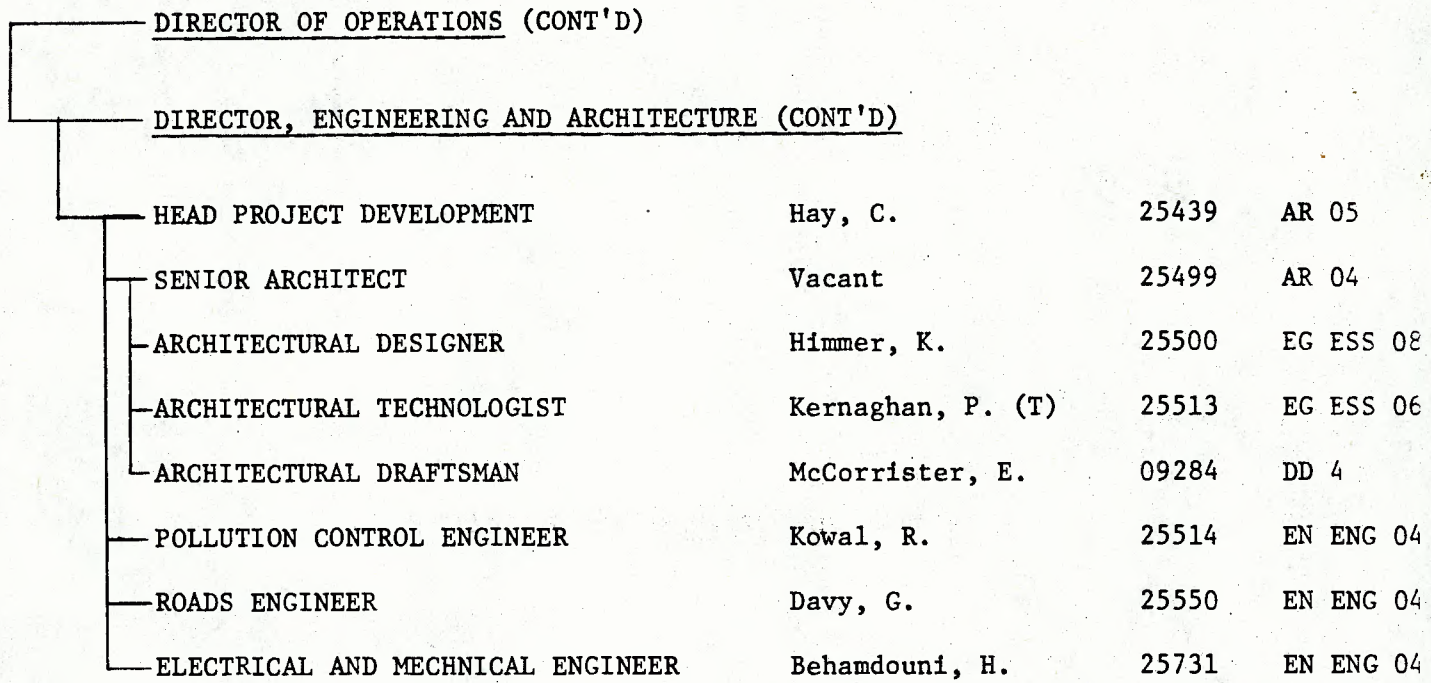 DIRECTOR OF OPERATIONS (CONT'D)
DIRECTOR, ENGINEERING AND ARCHITECTURE (CONT'D)
HEAD PROJECT DEVELOPMENT Hay, C. 25439 AR 05
SENIOR ARCHITECT Vacant 25499 AR 04
ARCHITECTURAL DESIGNER Himmer, K. 25500 EG ESS 08
ARCHITECTURAL TECHNOLOGIST Kernaghan, P. (T) 25513 EG ESS 06
ARCHITECTURAL DRAFTSMAN McCorrister, E. 09284 DD 4
POLLUTION CONTROL ENGINEER Kowal, R. 25514 EN ENG 04
ROADS ENGINEER Davy, G. 25550 EN ENG 04
ELECTRICAL AND MECHNICAL ENGINEER Behamdouni, H. 25731 EN ENG 04